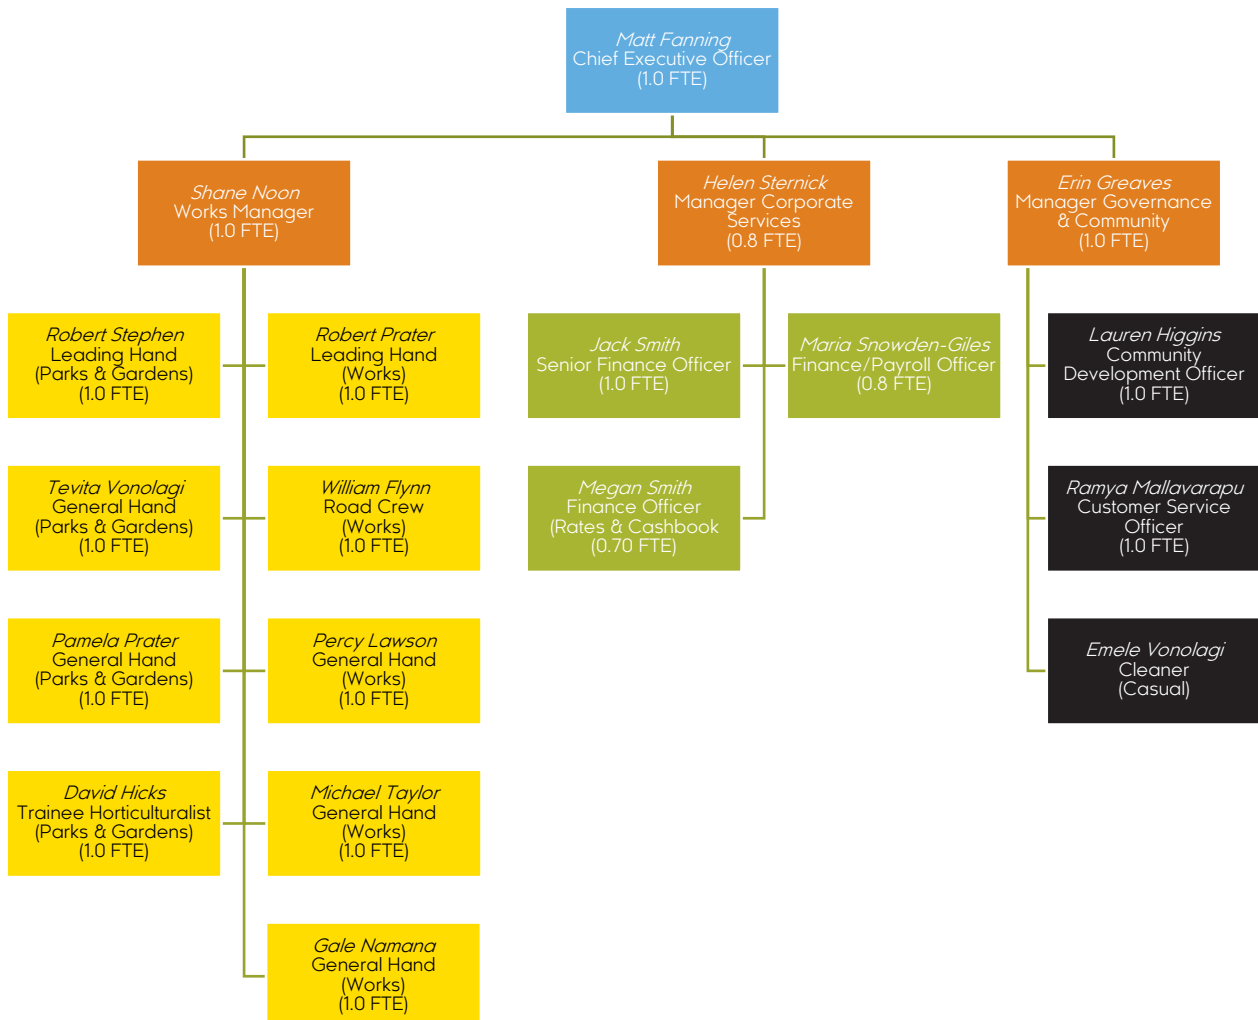 Matt Fanning
Chief Executive Officer
(1.0 FTE)
Shane Noon
Works Manager
(1.0 FTE)
Helen Sternick
Manager Corporate
Services
(0.8 FTE)
Erin Greaves
Manager Governance
& Community
(1.0 FTE)
Robert Stephen
Leading Hand
(Parks & Gardens)
(1.0 FTE)
Robert Prater
Leading Hand
(Works)
(1.0 FTE)
Jack Smith
Senior Finance Officer
(1.0 FTE)
Maria Snowden-Giles
Finance/Payroll Officer
(0.8 FTE)
Lauren Higgins
Community
Development Officer
(1.0 FTE)
Tevita Vonolagi
General Hand
(Parks & Gardens)
(1.0 FTE)
William Flynn
Road Crew
(Works)
(1.0 FTE)
Megan Smith
Finance Officer
(Rates & Cashbook
(0.70 FTE)
Ramya Mallavarapu
Customer Service
Officer
(1.0 FTE)
Pamela Prater
General Hand
(Parks & Gardens)
(1.0 FTE)
Percy Lawson
General Hand
(Works)
(1.0 FTE)
Emele Vonolagi
Cleaner
(Casual)
David Hicks
Trainee Horticulturalist
(Parks & Gardens)
(1.0 FTE)
Michael Taylor
General Hand
(Works)
(1.0 FTE)
Gale Namana
General Hand
(Works)
(1.0 FTE)